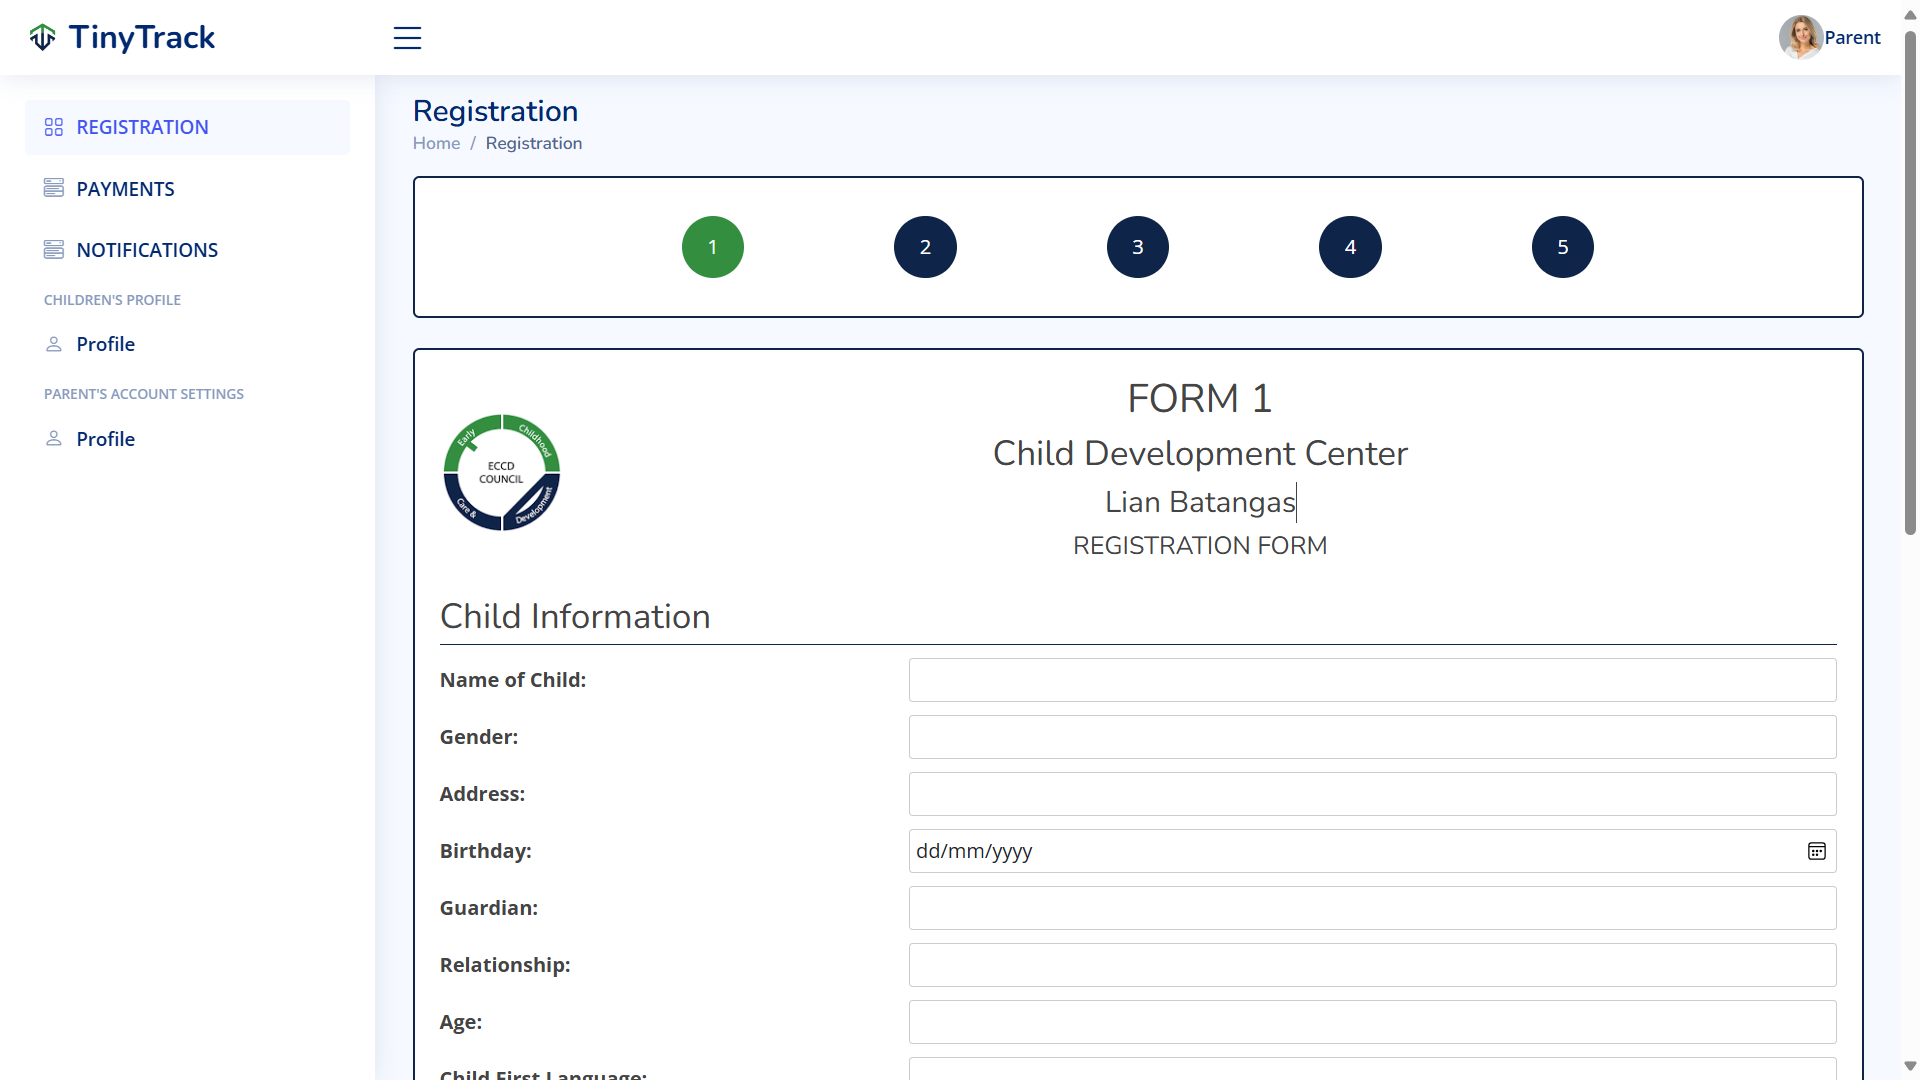 TinyTrack
Parent
REGISTRATION
PAYMENTS
NOTIFICATIONS
CHILDREN'S PROFILE
Profile
PARENT'S ACCOUNT SETTINGS
Profile
Registration
Home / Registration
1 2 3 4 5
Early Childhood
ECCD
COUNCIL
Care & Development
FORM 1
Child Development Center
Lian Batangas
REGISTRATION FORM
Child Information
Name of Child:
Gender:
Address:
Birthday:
dd/mm/yyyy
Guardian:
Relationship:
Age:
Child First Language: